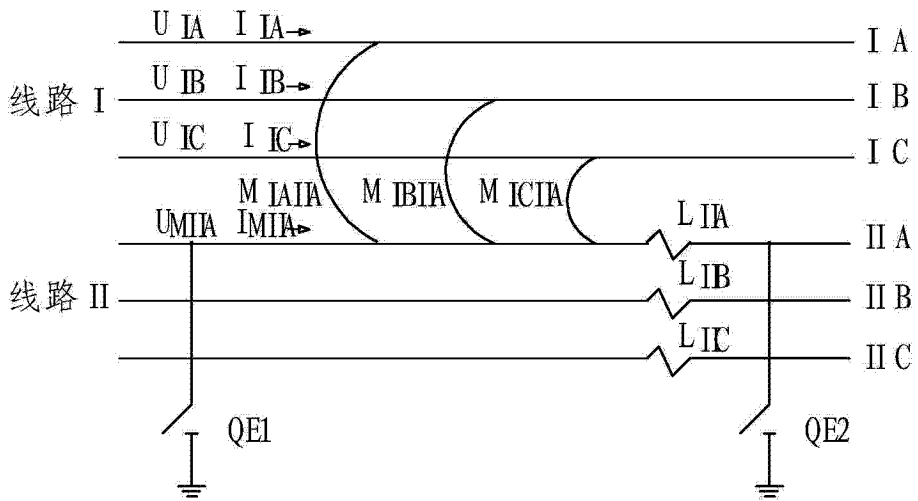 U IA I IA I A
线路 I U IB I IB I B
U IC I IC I C
M IAIIA M IBIIA M ICIIA
UMIIA IMIIA L IIA II A
线路 II L IIB II B
L IIC II C
QE1 QE2